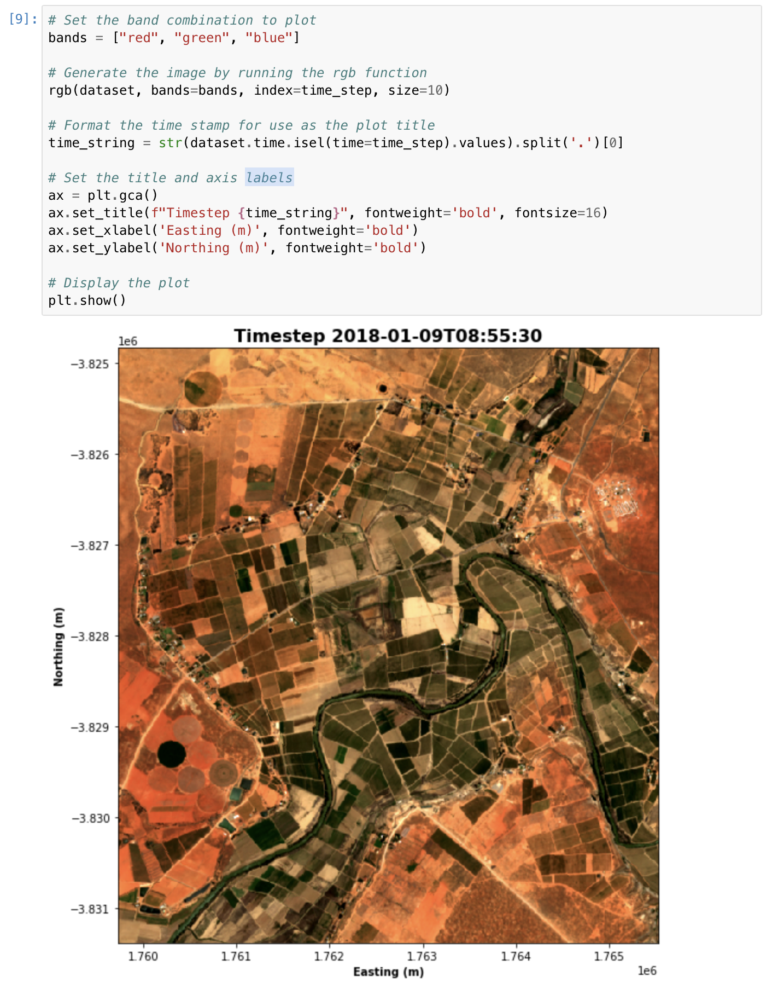 [9]:
# Set the band combination to plot
bands = ["red", "green", "blue"]
# Generate the image by running the rgb function
rgb(dataset, bands=bands, index=time_step, size=10)
# Format the time stamp for use as the plot title
time_string = str(dataset.time.isel(time=time_step).values).split('.')[0]
# Set the title and axis labels
ax = plt.gca()
ax.set_title(f"Timestep {time_string}", fontweight='bold', fontsize=16)
ax.set_xlabel('Easting (m)', fontweight='bold')
ax.set_ylabel('Northing (m)', fontweight='bold')
# Display the plot
plt.show()
Timestep 2018-01-09T08:55:30
1e6
−3.825
−3.826
−3.827
−3.828
−3.829
−3.830
−3.831
Northing (m)
1.760 1.761 1.762 1.763 1.764 1.765
Easting (m)
1e6